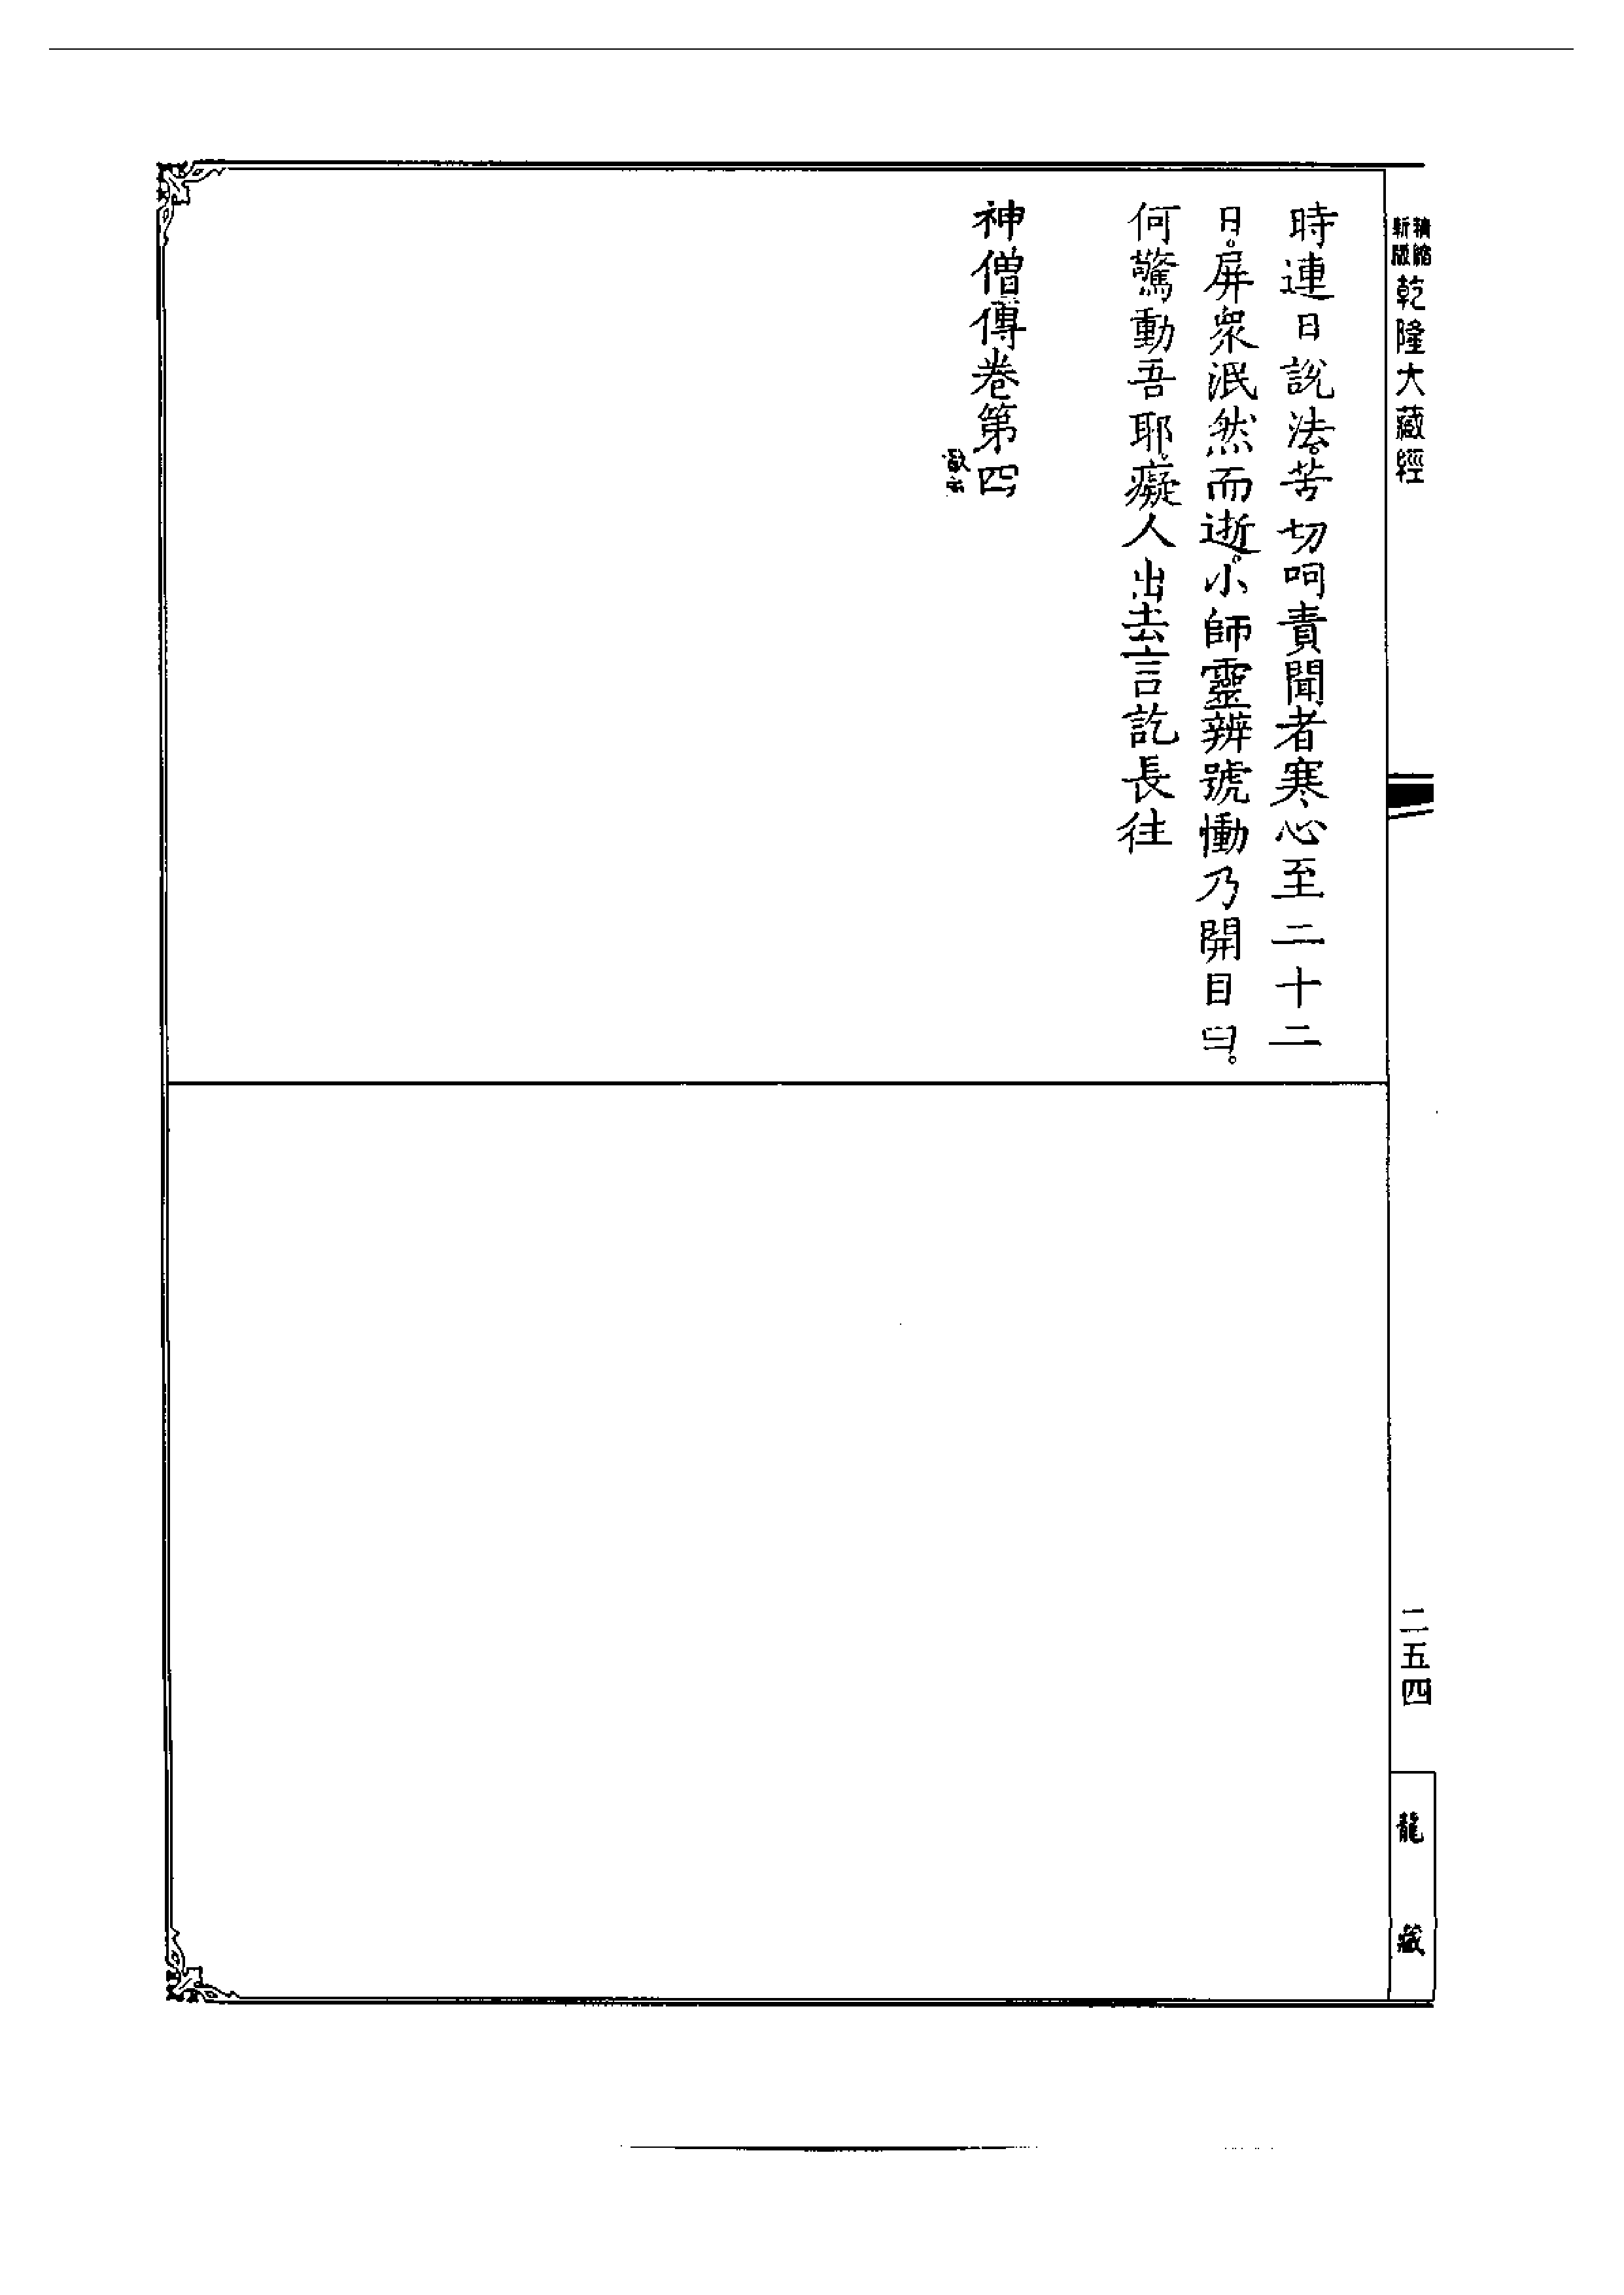 新版精縮乾隆大藏經
二五四
龍藏
時連日說法。苦切呵責聞者寒心至二十二
日。屏衆泯然而逝。小師靈辨號慟乃開目曰。
何驚動吾耶。癡人出去言訖長往
神僧傳卷第四